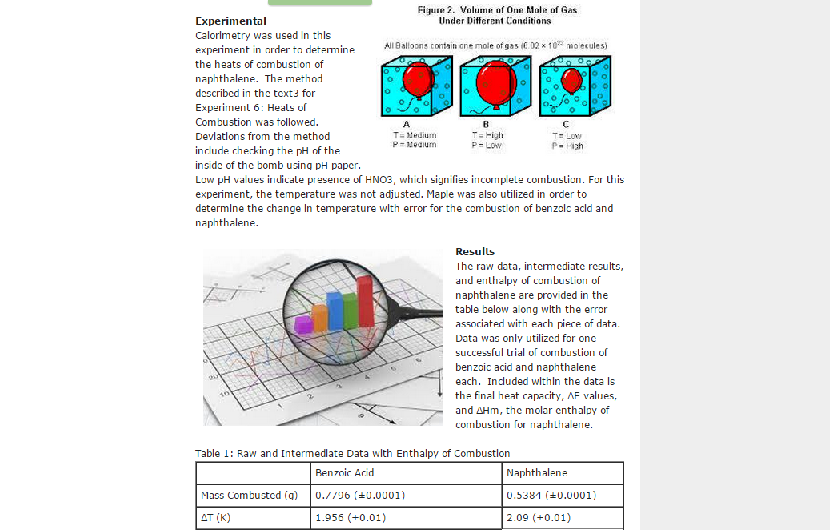 Figure 2. Volume of One Mole of Gas
Under Different Conditions
All Balloons contain one mole of gas (6.02 × 10²³ molecules)
A
T = Medium
P = Medium
B
T = High
P = Low
C
T = Low
P = High
Experimental
Calorimetry was used in this
experiment in order to determine
the heats of combustion of
naphthalene. The method
described in the text3 for
Experiment 6: Heats of
Combustion was followed.
Deviations from the method
include checking the pH of the
inside of the bomb using pH paper.
Low pH values indicate presence of HNO3, which signifies incomplete combustion. For this
experiment, the temperature was not adjusted. Maple was also utilized in order to
determine the change in temperature with error for the combustion of benzoic acid and
naphthalene.
Results
The raw data, intermediate results,
and enthalpy of combustion of
naphthalene are provided in the
table below along with the error
associated with each piece of data.
Data was only utilized for one
successful trial of combustion of
benzoic acid and naphthalene
each. Included within the data is
the final heat capacity, ΔE values,
and ΔHm, the molar enthalpy of
combustion for naphthalene.
Table 1: Raw and Intermediate Data with Enthalpy of Combustion
Benzoic Acid Naphthalene
Mass Combusted (g) 0.7796 (±0.0001) 0.5384 (±0.0001)
ΔT (K) 1.956 (±0.01) 2.09 (±0.01)